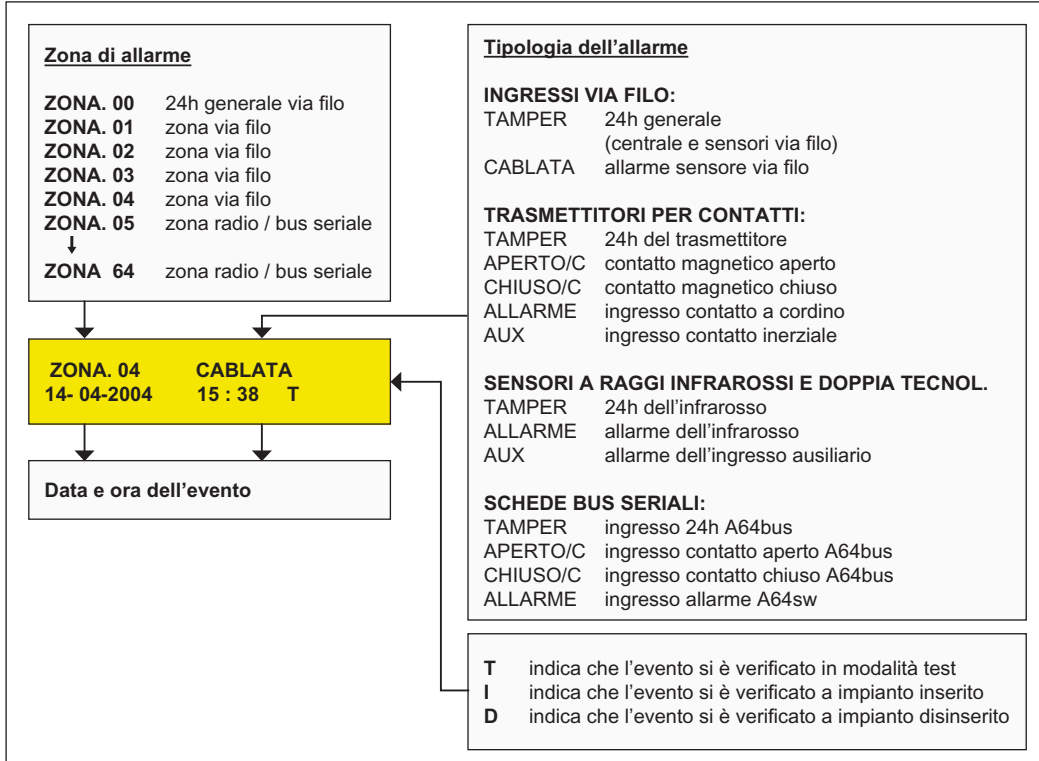 Zona di allarme
ZONA. 00 24h generale via filo
ZONA. 01 zona via filo
ZONA. 02 zona via filo
ZONA. 03 zona via filo
ZONA. 04 zona via filo
ZONA. 05 zona radio / bus seriale
ZONA 64 zona radio / bus seriale
ZONA. 04 CABLATA
14- 04-2004 15 : 38 T
Data e ora dell'evento
Tipologia dell'allarme
INGRESSI VIA FILO:
TAMPER 24h generale
(centrale e sensori via filo)
CABLATA allarme sensore via filo
TRASMETTITORI PER CONTATTI:
TAMPER 24h del trasmettitore
APERTO/C contatto magnetico aperto
CHIUSO/C contatto magnetico chiuso
ALLARME ingresso contatto a cordino
AUX ingresso contatto inerziale
SENSORI A RAGGI INFRAROSSI E DOPPIA TECNOL.
TAMPER 24h dell'infrarosso
ALLARME allarme dell'infrarosso
AUX allarme dell'ingresso ausiliario
SCHEDE BUS SERIALI:
TAMPER ingresso 24h A64bus
APERTO/C ingresso contatto aperto A64bus
CHIUSO/C ingresso contatto chiuso A64bus
ALLARME ingresso allarme A64sw
T indica che l'evento si è verificato in modalità test
I indica che l'evento si è verificato a impianto inserito
D indica che l'evento si è verificato a impianto disinserito